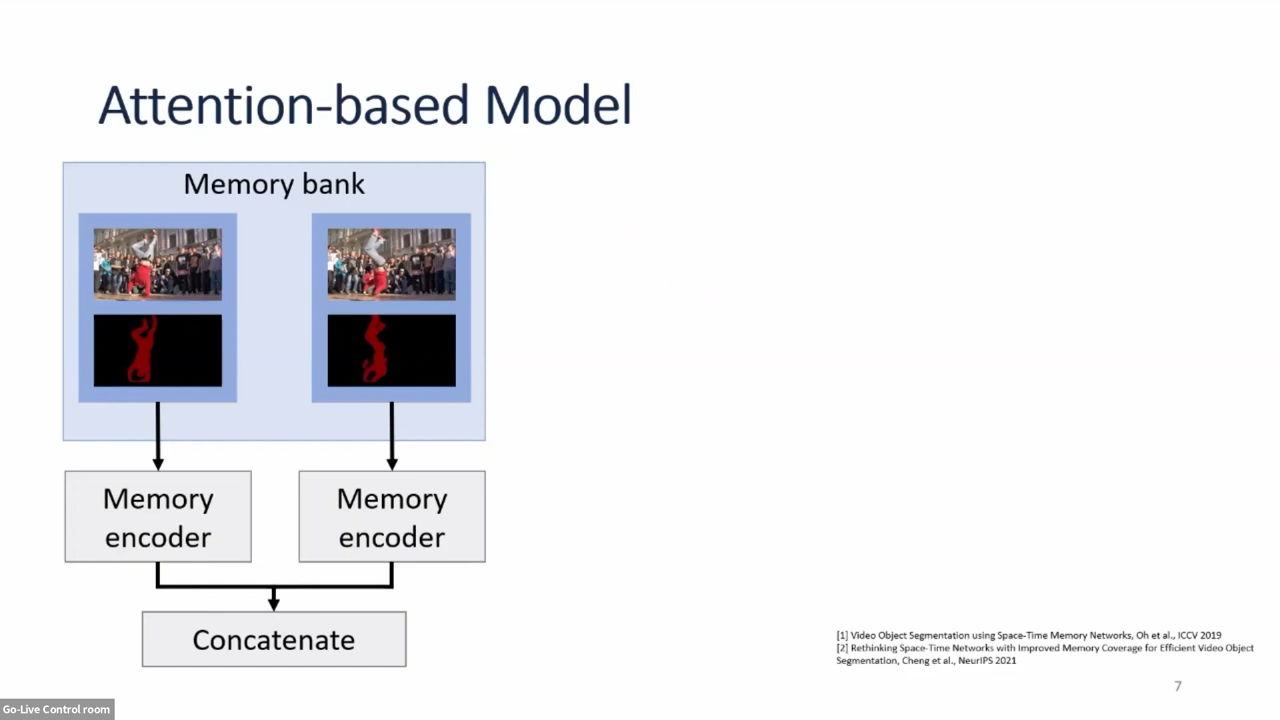 Attention-based Model
Memory bank
Memory
encoder
Memory
encoder
Concatenate
[1] Video Object Segmentation using Space-Time Memory Networks, Oh et al., ICCV 2019
[2] Rethinking Space-Time Networks with Improved Memory Coverage for Efficient Video Object
Segmentation, Cheng et al., NeurIPS 2021
7
Go-Live Control room